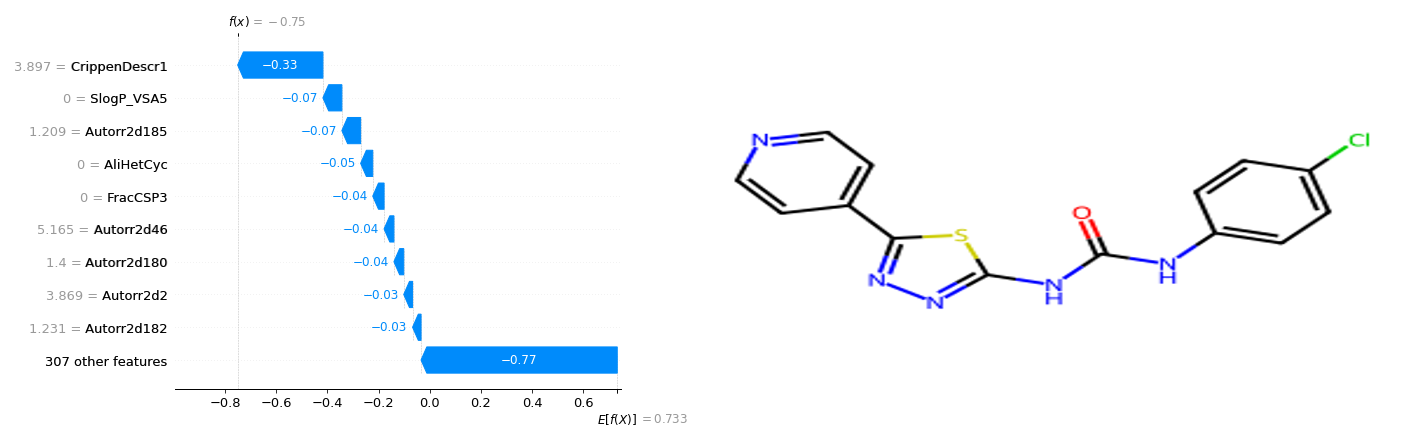 f(x) = −0.75
3.897 = CrippenDescr1 −0.33
0 = SlogP_VSA5 −0.07
1.209 = Autorr2d185 −0.07
0 = AliHetCyc −0.05
0 = FracCSP3 −0.04
5.165 = Autorr2d46 −0.04
1.4 = Autorr2d180 −0.04
3.869 = Autorr2d2 −0.03
1.231 = Autorr2d182 −0.03
307 other features −0.77
−0.8 −0.6 −0.4 −0.2 0.0 0.2 0.4 0.6
E[f(X)] = 0.733
N
N
N
S
N
H
O
N
H
Cl